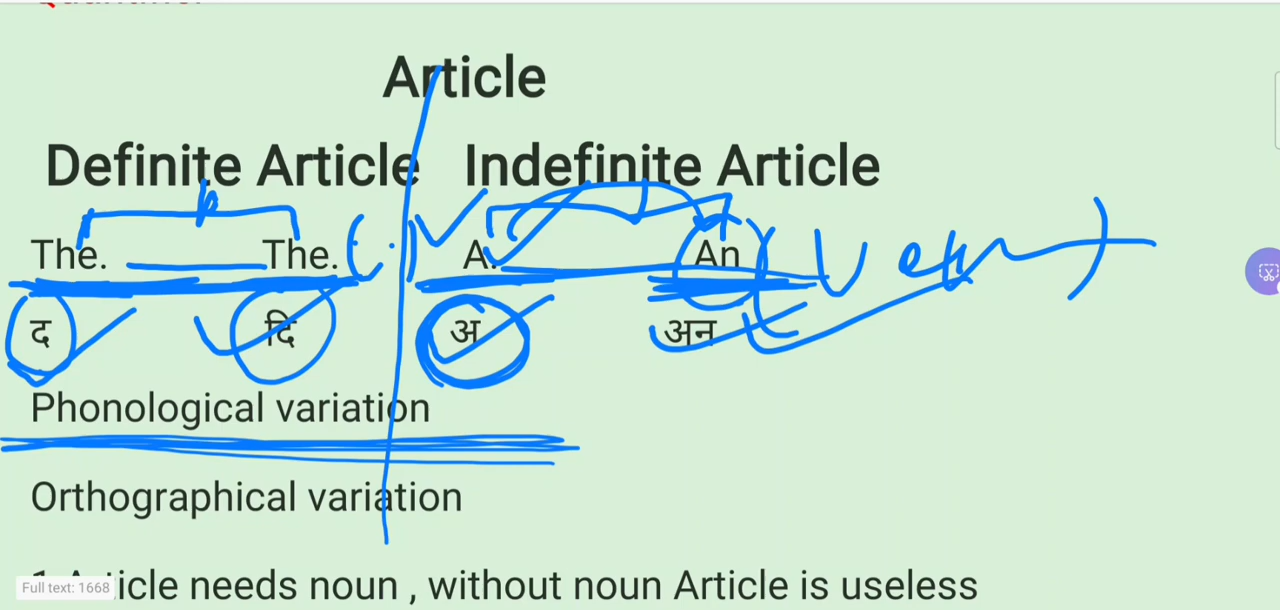 Article
Definite Article Indefinite Article
The. The. A. An
द दि अ अन
Phonological variation
Orthographical variation
Article needs noun , without noun Article is useless
Full text: 1668